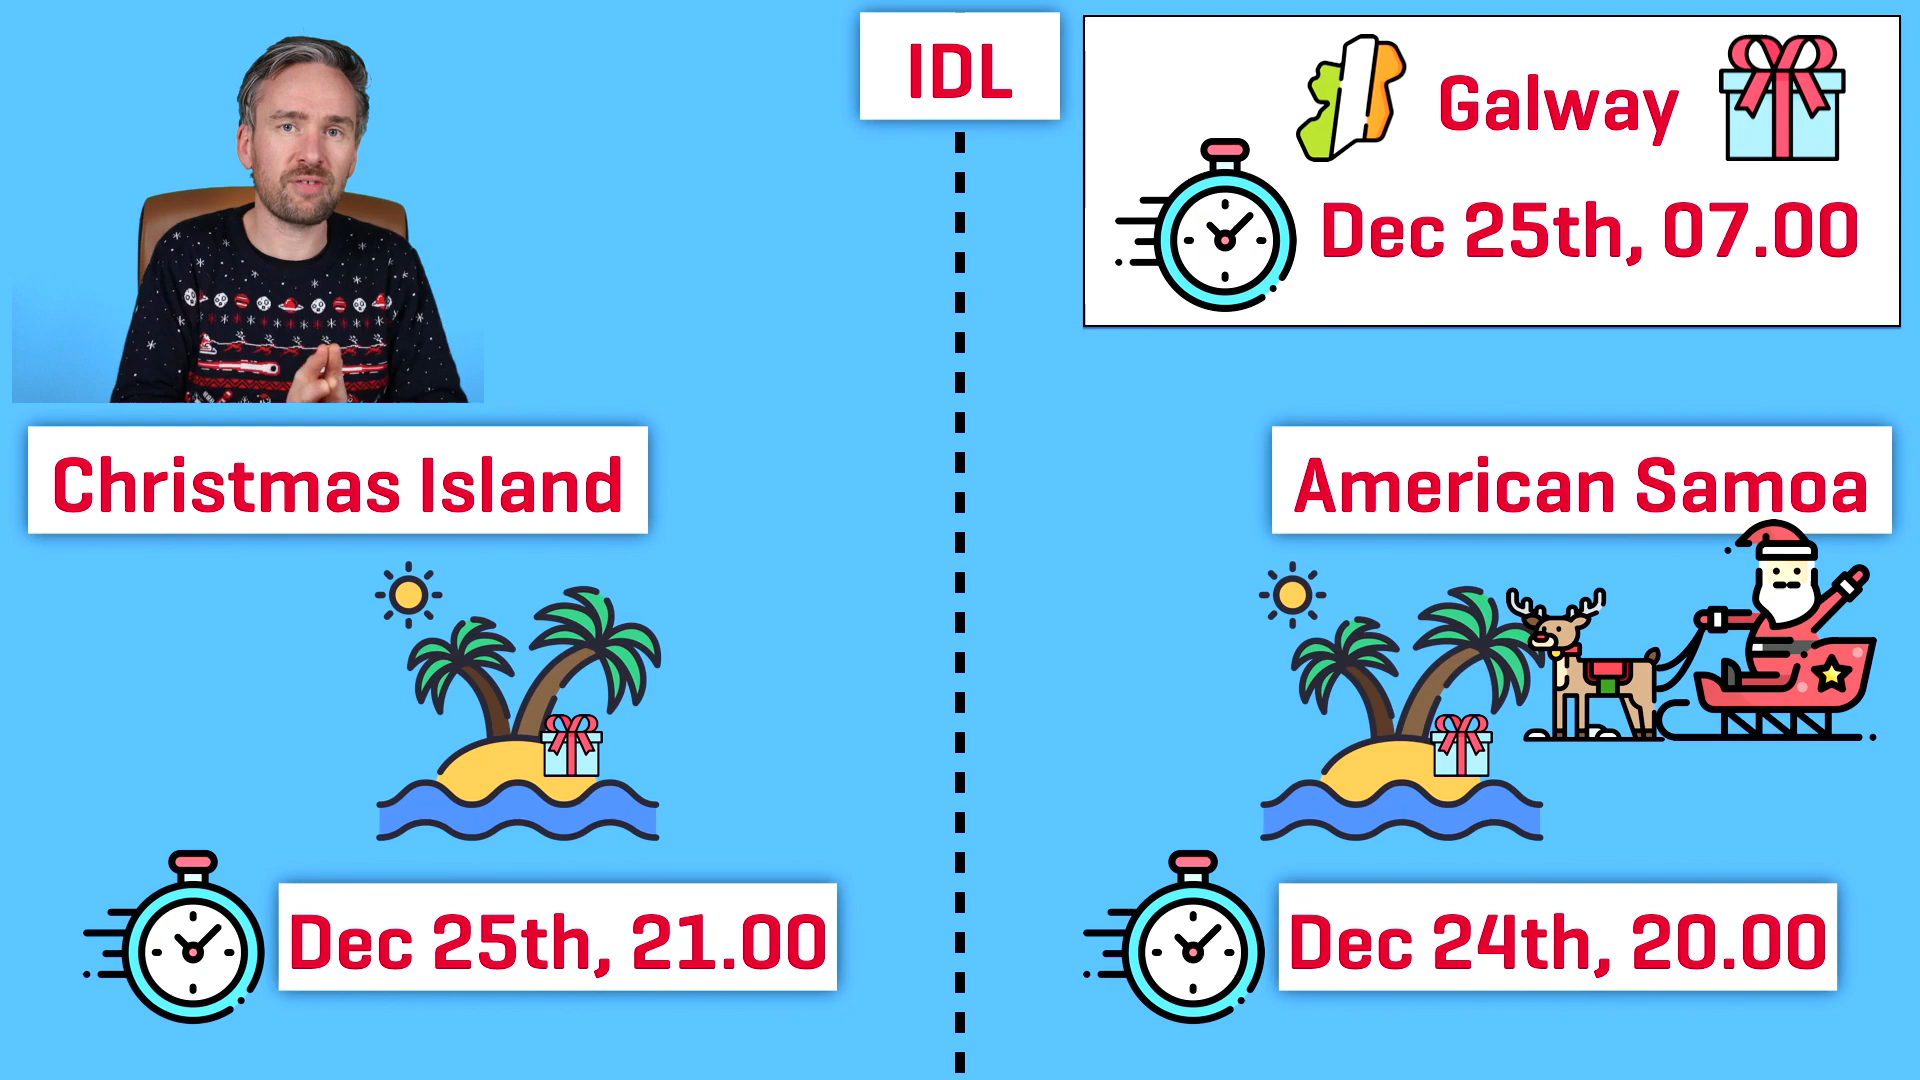 IDL
Galway
Dec 25th, 07.00
Christmas Island
American Samoa
Dec 25th, 21.00
Dec 24th, 20.00